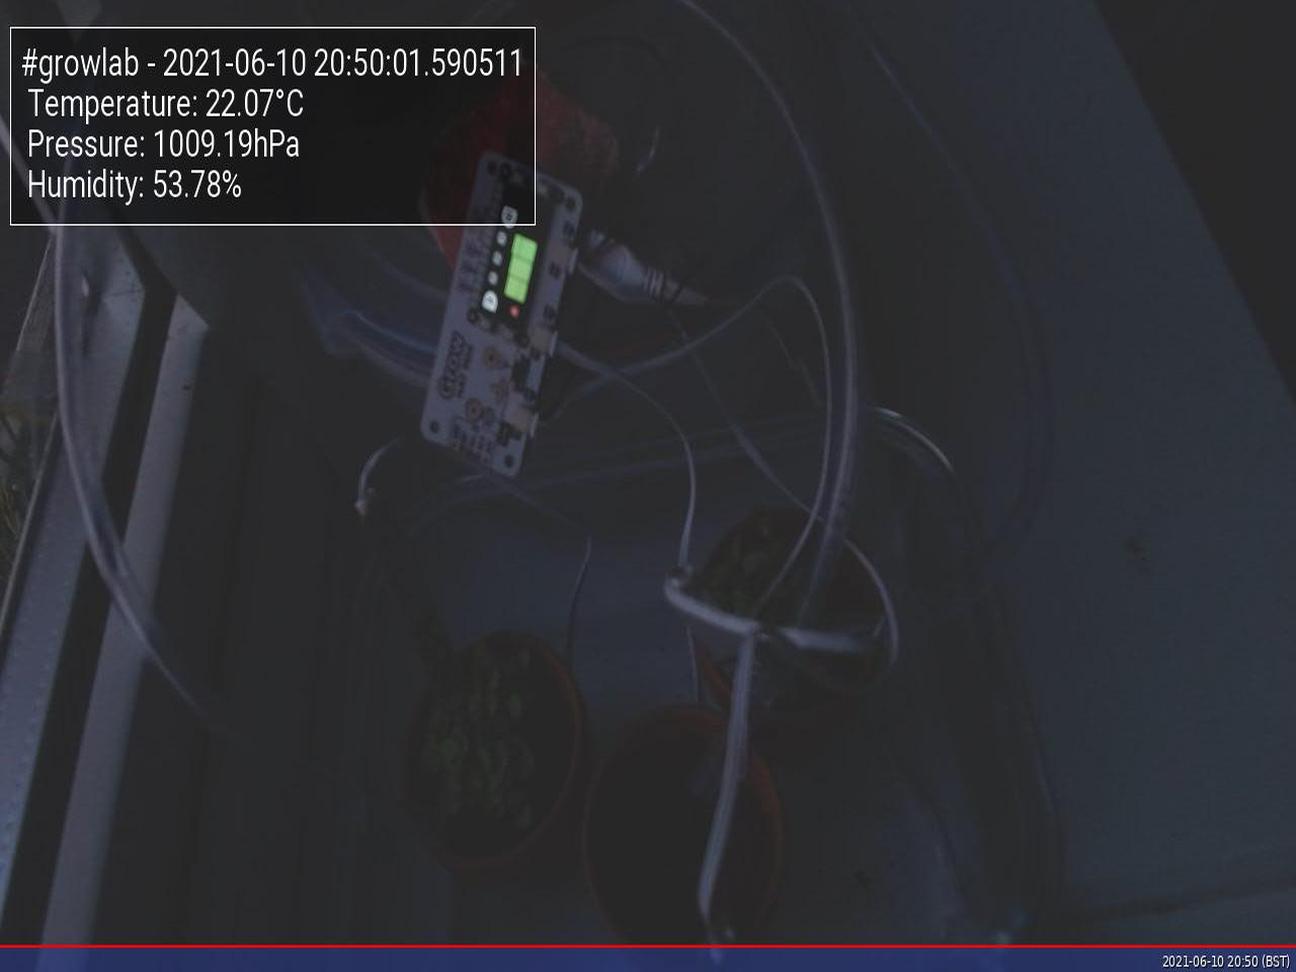 #growlab - 2021-06-10 20:50:01.590511
Temperature: 22.07°C
Pressure: 1009.19hPa
Humidity: 53.78%
GROW
2021-06-10 20:50 (BST)